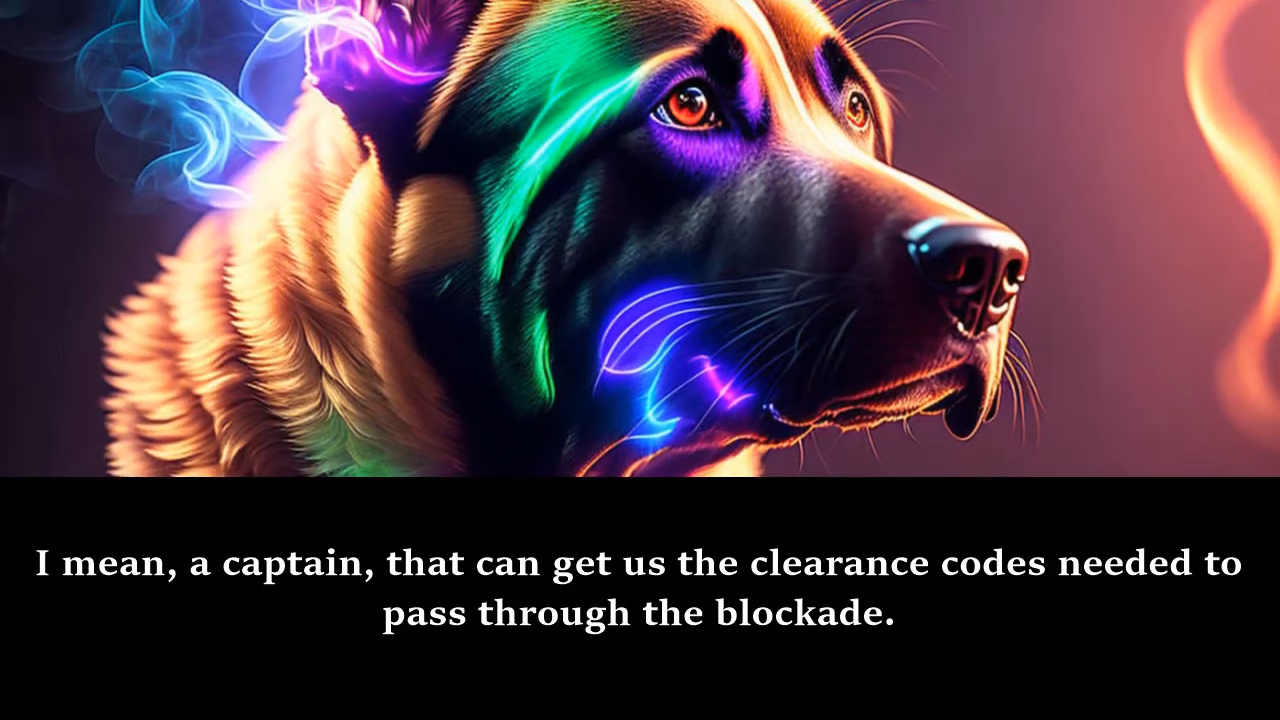 I mean, a captain, that can get us the clearance codes needed to
pass through the blockade.